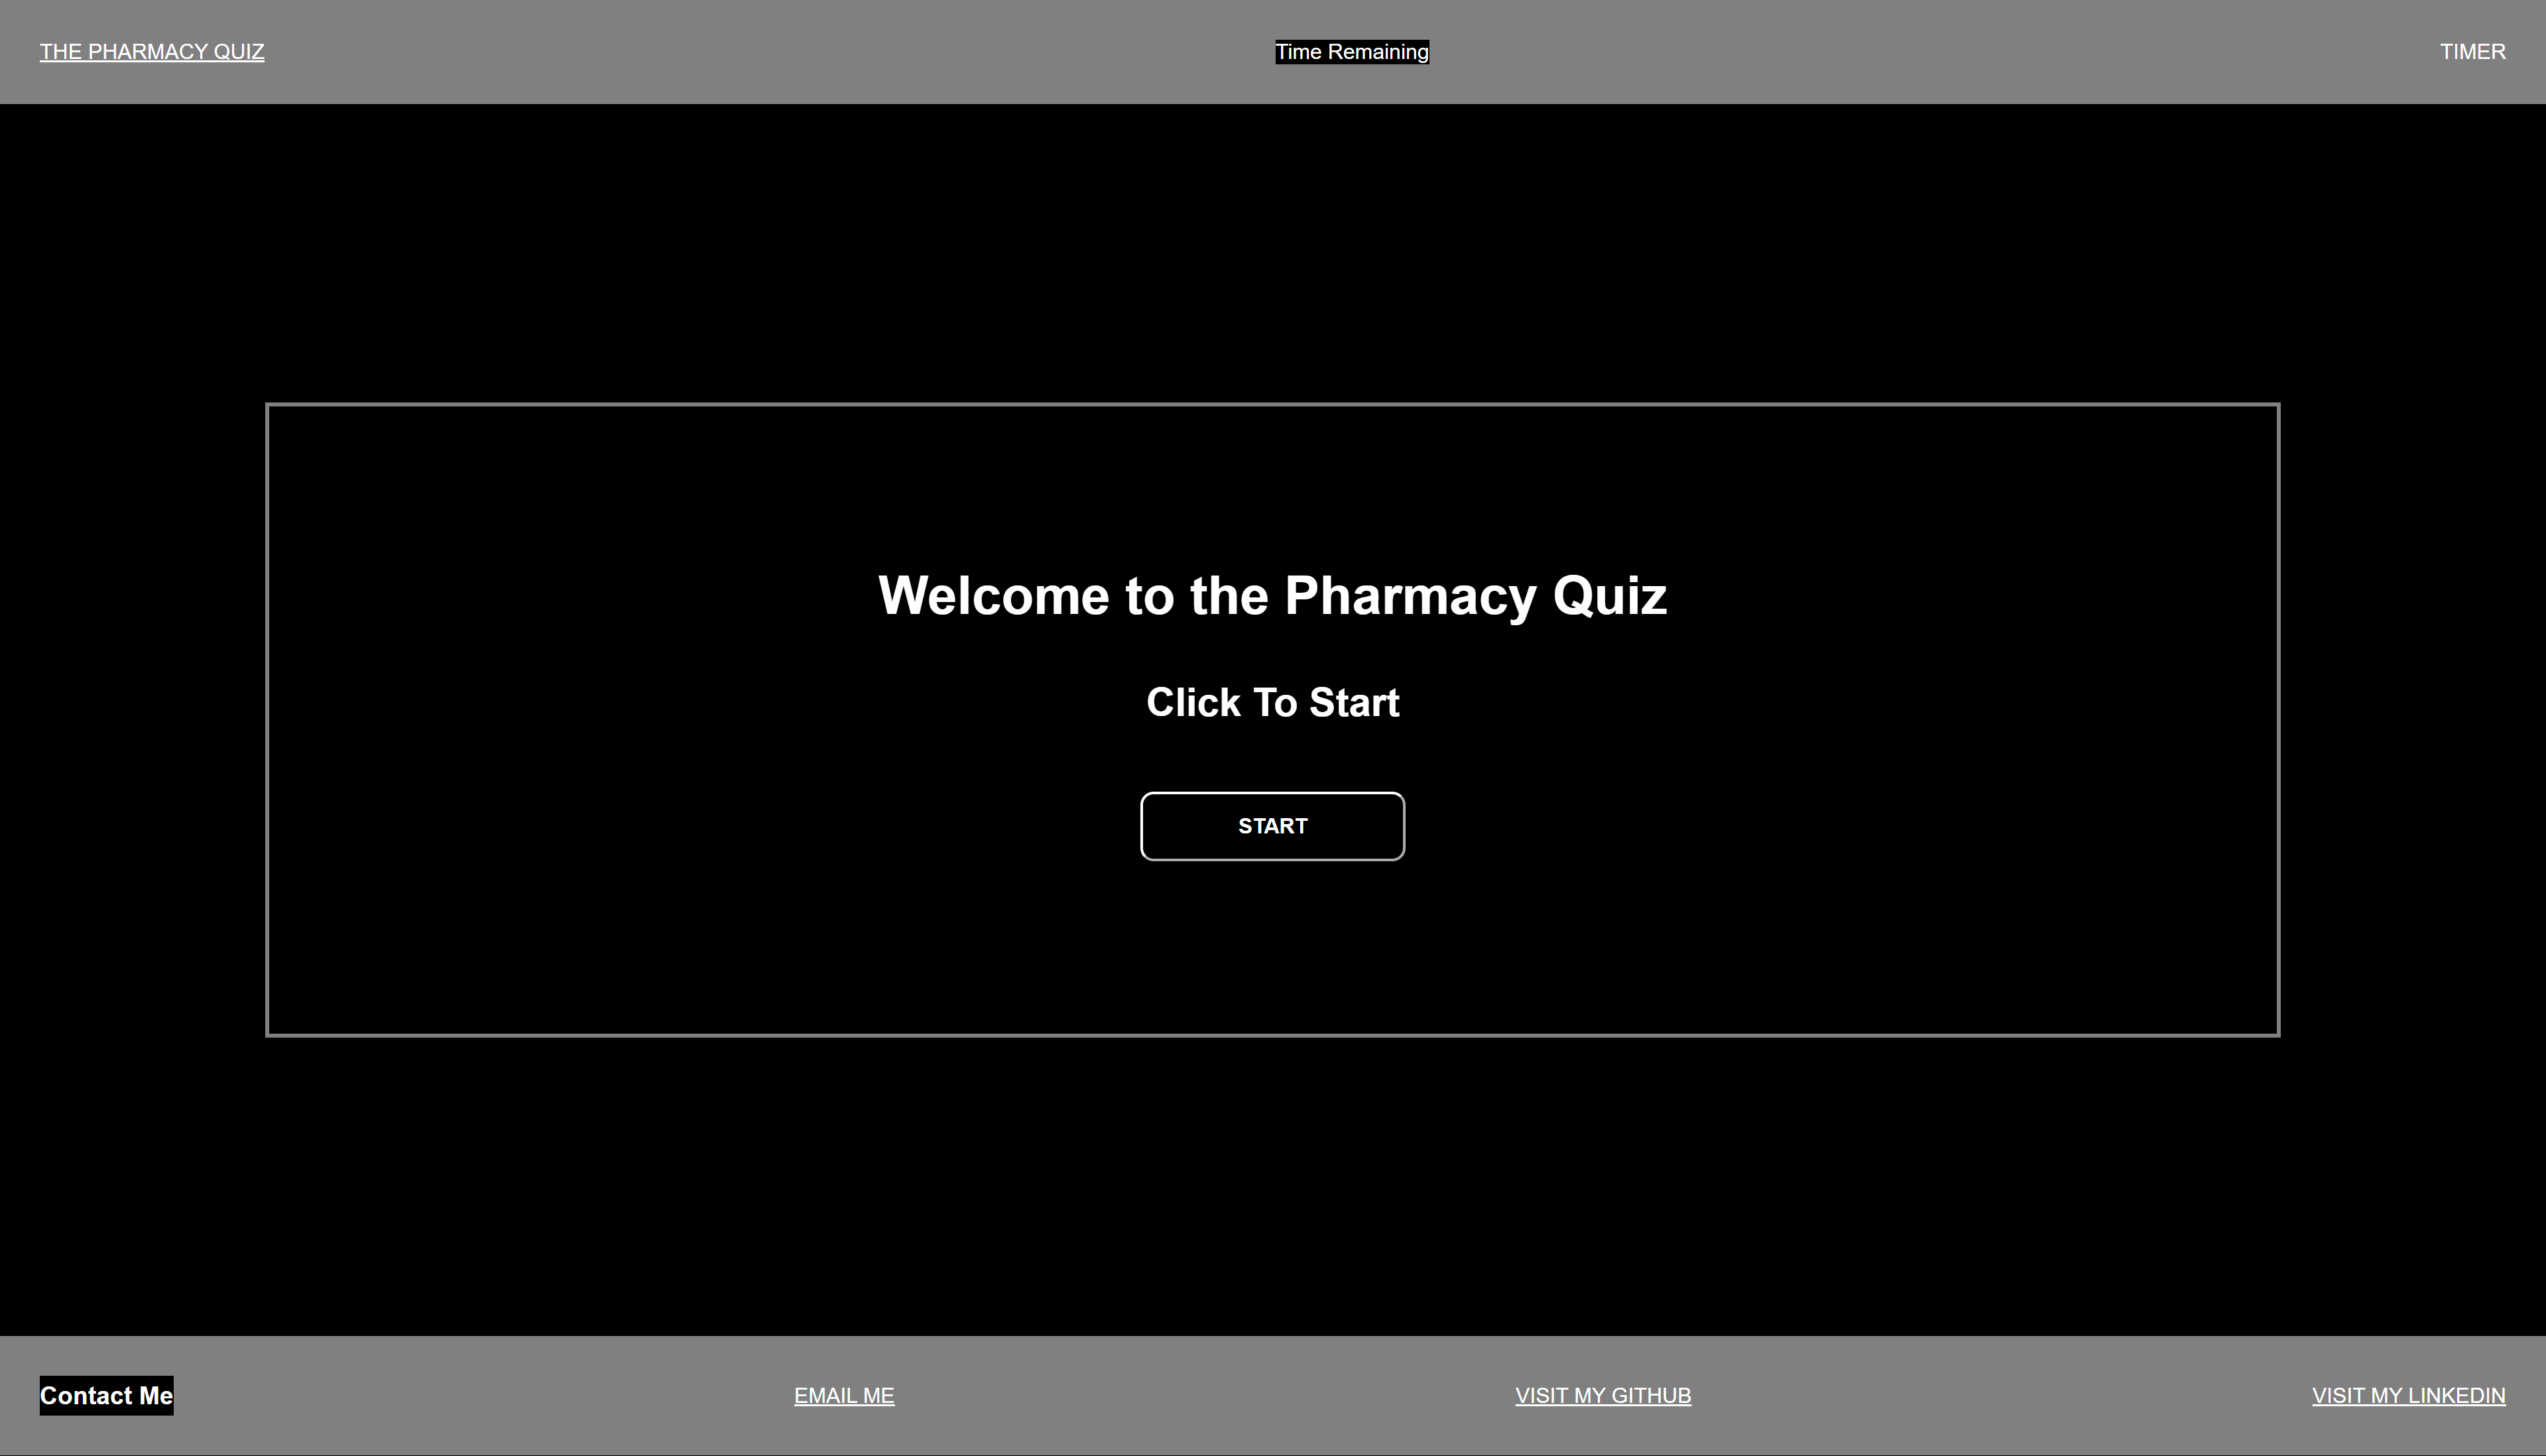 THE PHARMACY QUIZ
Time Remaining
TIMER
Welcome to the Pharmacy Quiz
Click To Start
START
Contact Me
EMAIL ME
VISIT MY GITHUB
VISIT MY LINKEDIN